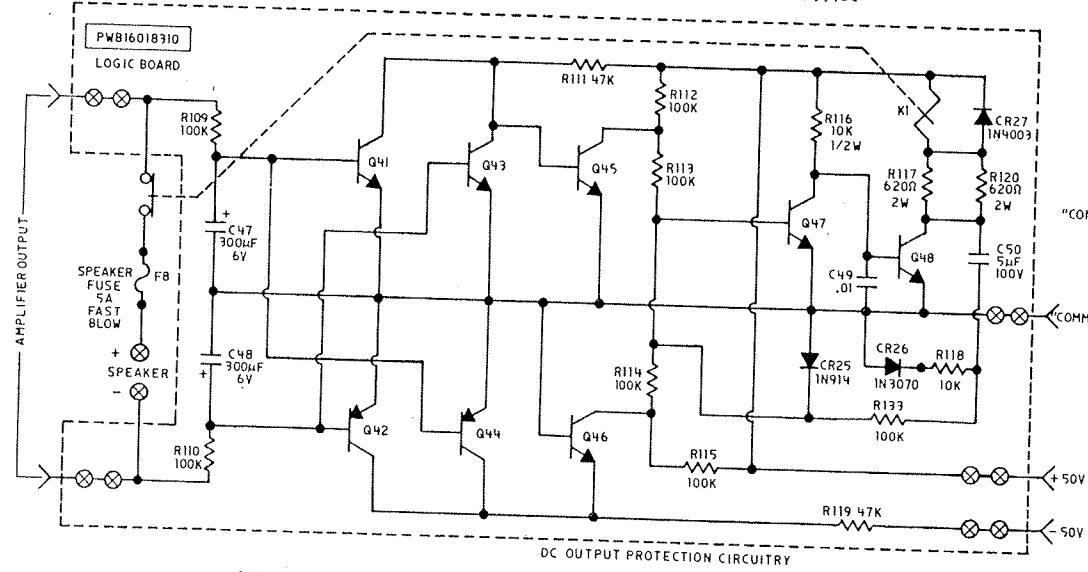 PWB16018310
LOGIC BOARD
AMPLIFIER OUTPUT
R109
100K
C47
300µF
6V
+
SPEAKER
FUSE
5A
FAST
BLOW
F8
+
SPEAKER
-
C48
300µF
6V
+
R110
100K
Q41
Q42
Q43
Q44
Q45
Q46
R111 47K
R112
100K
R113
100K
R114
100K
R115
100K
R116
10K
1/2W
Q47
C49
.01
Q48
K1
CR27
1N4003
R117
620Ω
2W
R120
620Ω
2W
C50
5µF
100V
CR25
1N914
CR26
1N3070
R118
10K
R133
100K
R119 47K
"CON
"COMM
+50V
-50V
DC OUTPUT PROTECTION CIRCUITRY